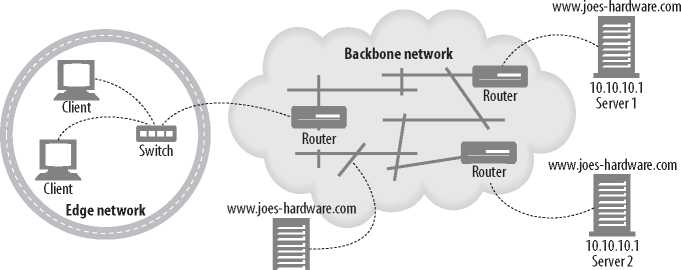 www.joes-hardware.com
Backbone network
Client
Router
10.10.10.1
Server 1
Switch
Router
Client
Router
www.joes-hardware.com
Edge network
www.joes-hardware.com
10.10.10.1
Server 2